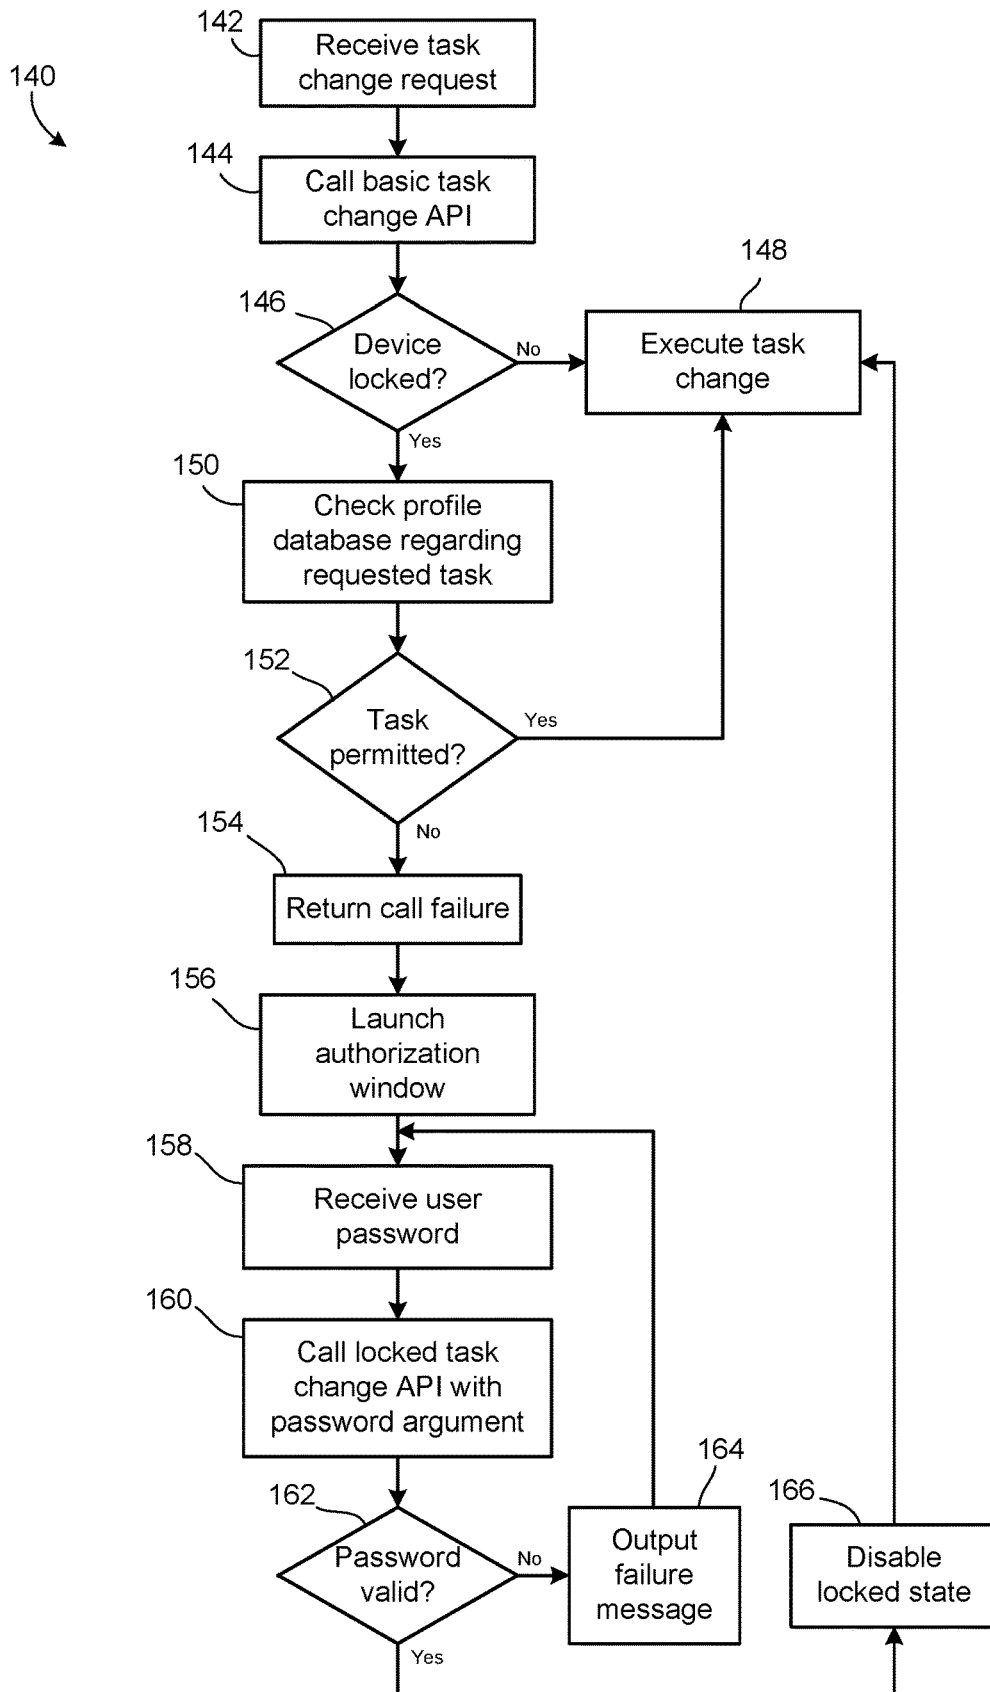 140
142
Receive task
change request
144
Call basic task
change API
146
Device
locked?
No
Yes
148
Execute task
change
150
Check profile
database regarding
requested task
152
Task
permitted?
Yes
No
154
Return call failure
156
Launch
authorization
window
158
Receive user
password
160
Call locked task
change API with
password argument
162
Password
valid?
No
Yes
164
Output
failure
message
166
Disable
locked state